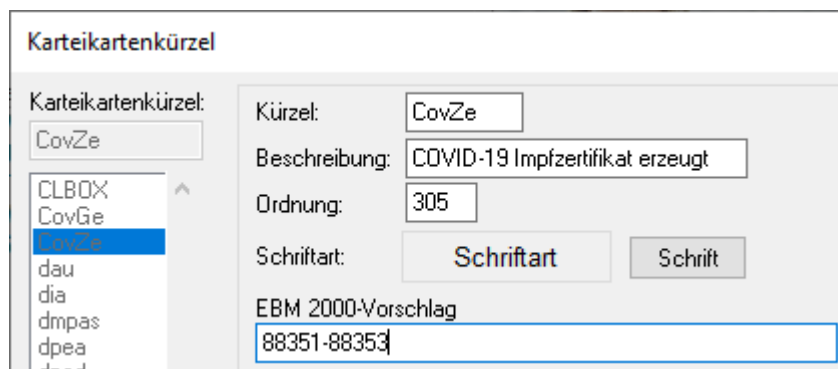 Karteikartenkürzel
Karteikartenkürzel:
CovZe
CLBOX
CovGe
CovZe
dau
dia
dmpas
dpea
Kürzel:
CovZe
Beschreibung:
COVID-19 Impfzertifikat erzeugt
Ordnung:
305
Schriftart:
Schriftart
Schrift
EBM 2000-Vorschlag
88351-88353